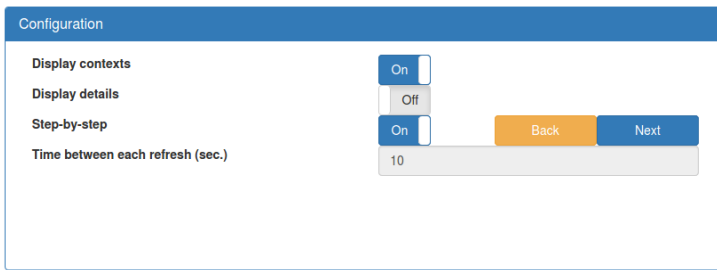 Configuration
Display contexts On
Display details Off
Step-by-step On Back Next
Time between each refresh (sec.) 10